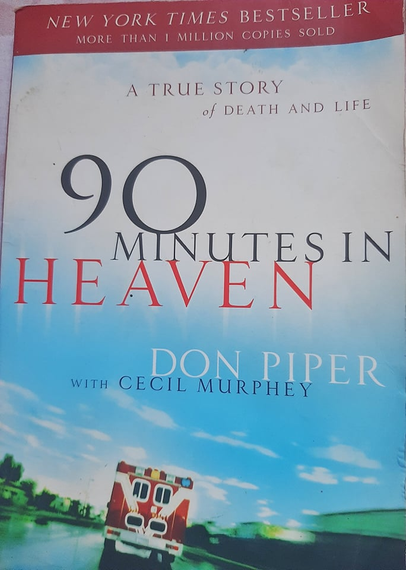 NEW YORK TIMES BESTSELLER
MORE THAN 1 MILLION COPIES SOLD
A TRUE STORY
of DEATH AND LIFE
90
MINUTES IN
HEAVEN
DON PIPER
WITH CECIL MURPHEY